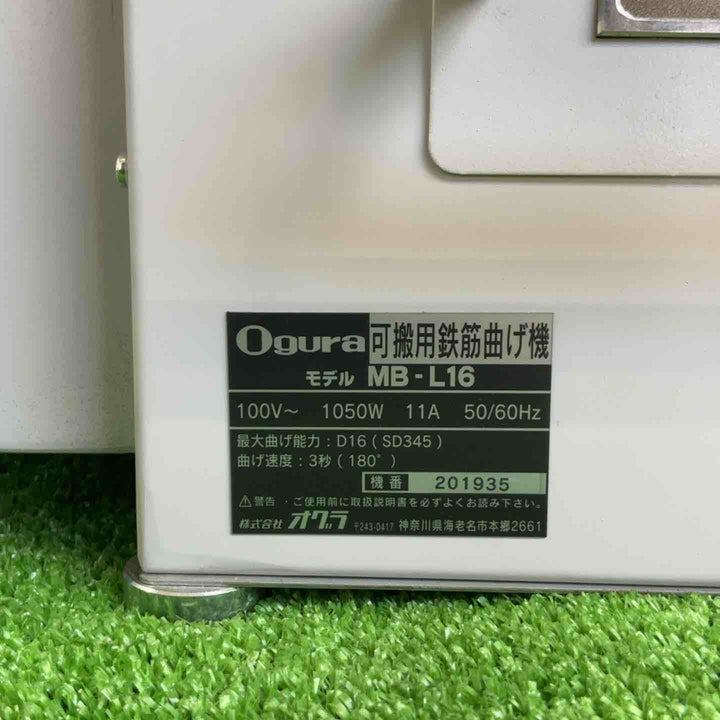 Ogura 可搬用鉄筋曲げ機
モデル MB-L16
100V～ 1050W 11A 50/60Hz
最大曲げ能力：D16（SD345）
曲げ速度：3秒（180°）
機番 201935
⚠警告・ご使用前に取扱説明書を必ずよくお読み下さい。
株式会社 オグラ 〒243-0417 神奈川県海老名市本郷2661